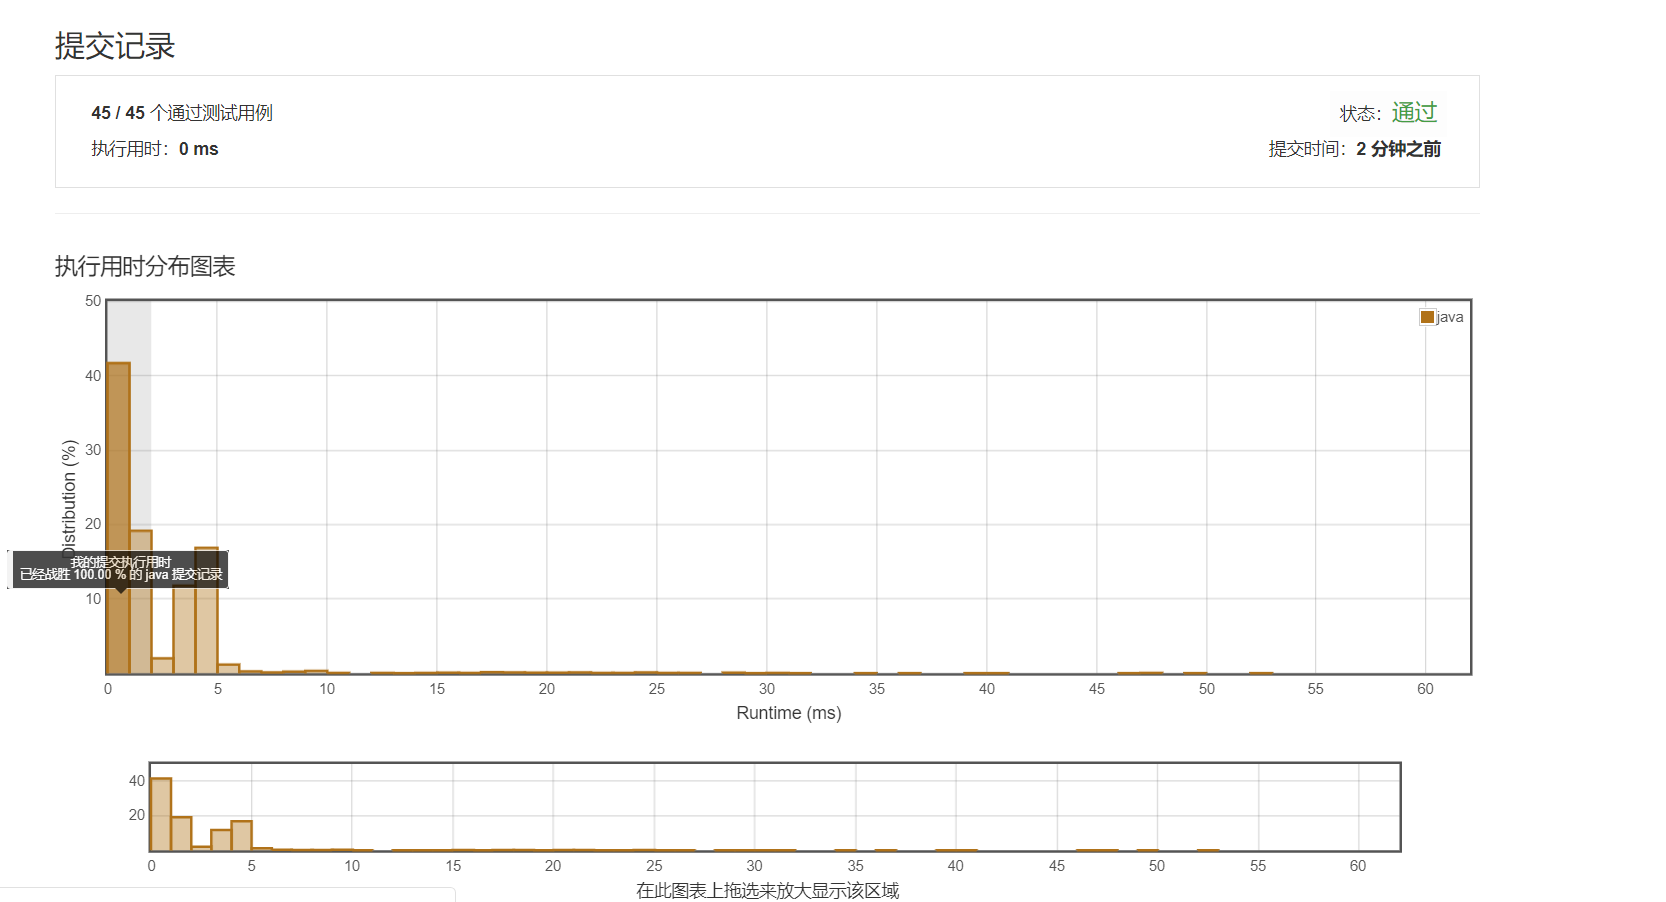 提交记录
45 / 45 个通过测试用例
状态：通过
执行用时：0 ms
提交时间：2 分钟之前
执行用时分布图表
50
40
30
20
10
Distribution (%)
java
我的提交执行用时
已经战胜 100.00 % 的 java 提交记录
0 5 10 15 20 25 30 35 40 45 50 55 60
Runtime (ms)
40
20
0 5 10 15 20 25 30 35 40 45 50 55 60
在此图表上拖选来放大显示该区域